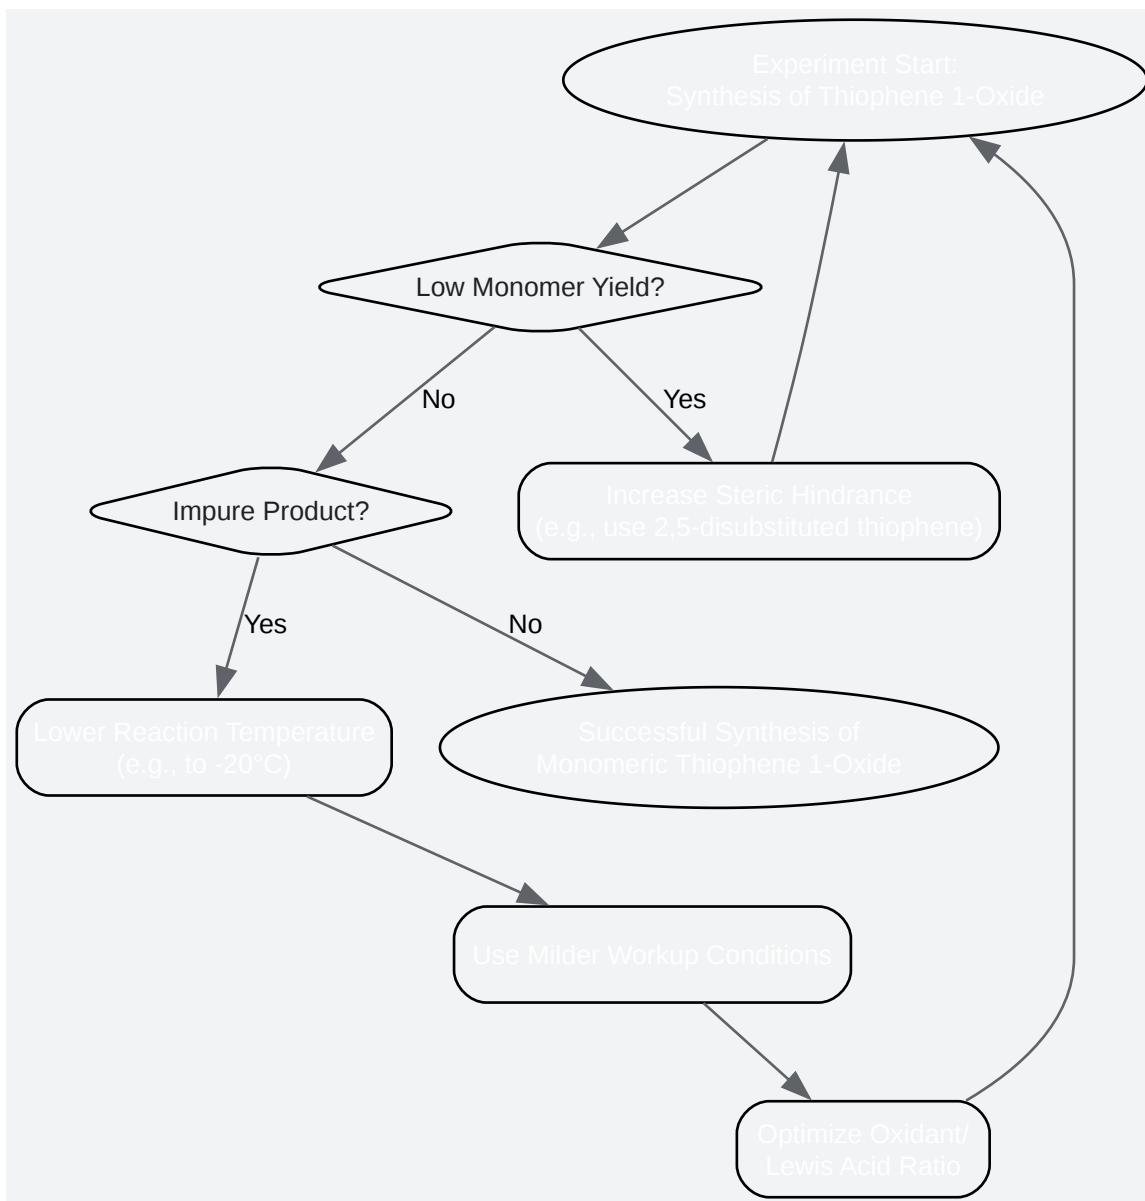 Experiment Start:
Synthesis of Thiophene 1-Oxide
Low Monomer Yield?
No
Yes
Impure Product?
Increase Steric Hindrance
(e.g., use 2,5-disubstituted thiophene)
Yes
No
Lower Reaction Temperature
(e.g., to -20°C)
Successful Synthesis of
Monomeric Thiophene 1-Oxide
Use Milder Workup Conditions
Optimize Oxidant/
Lewis Acid Ratio